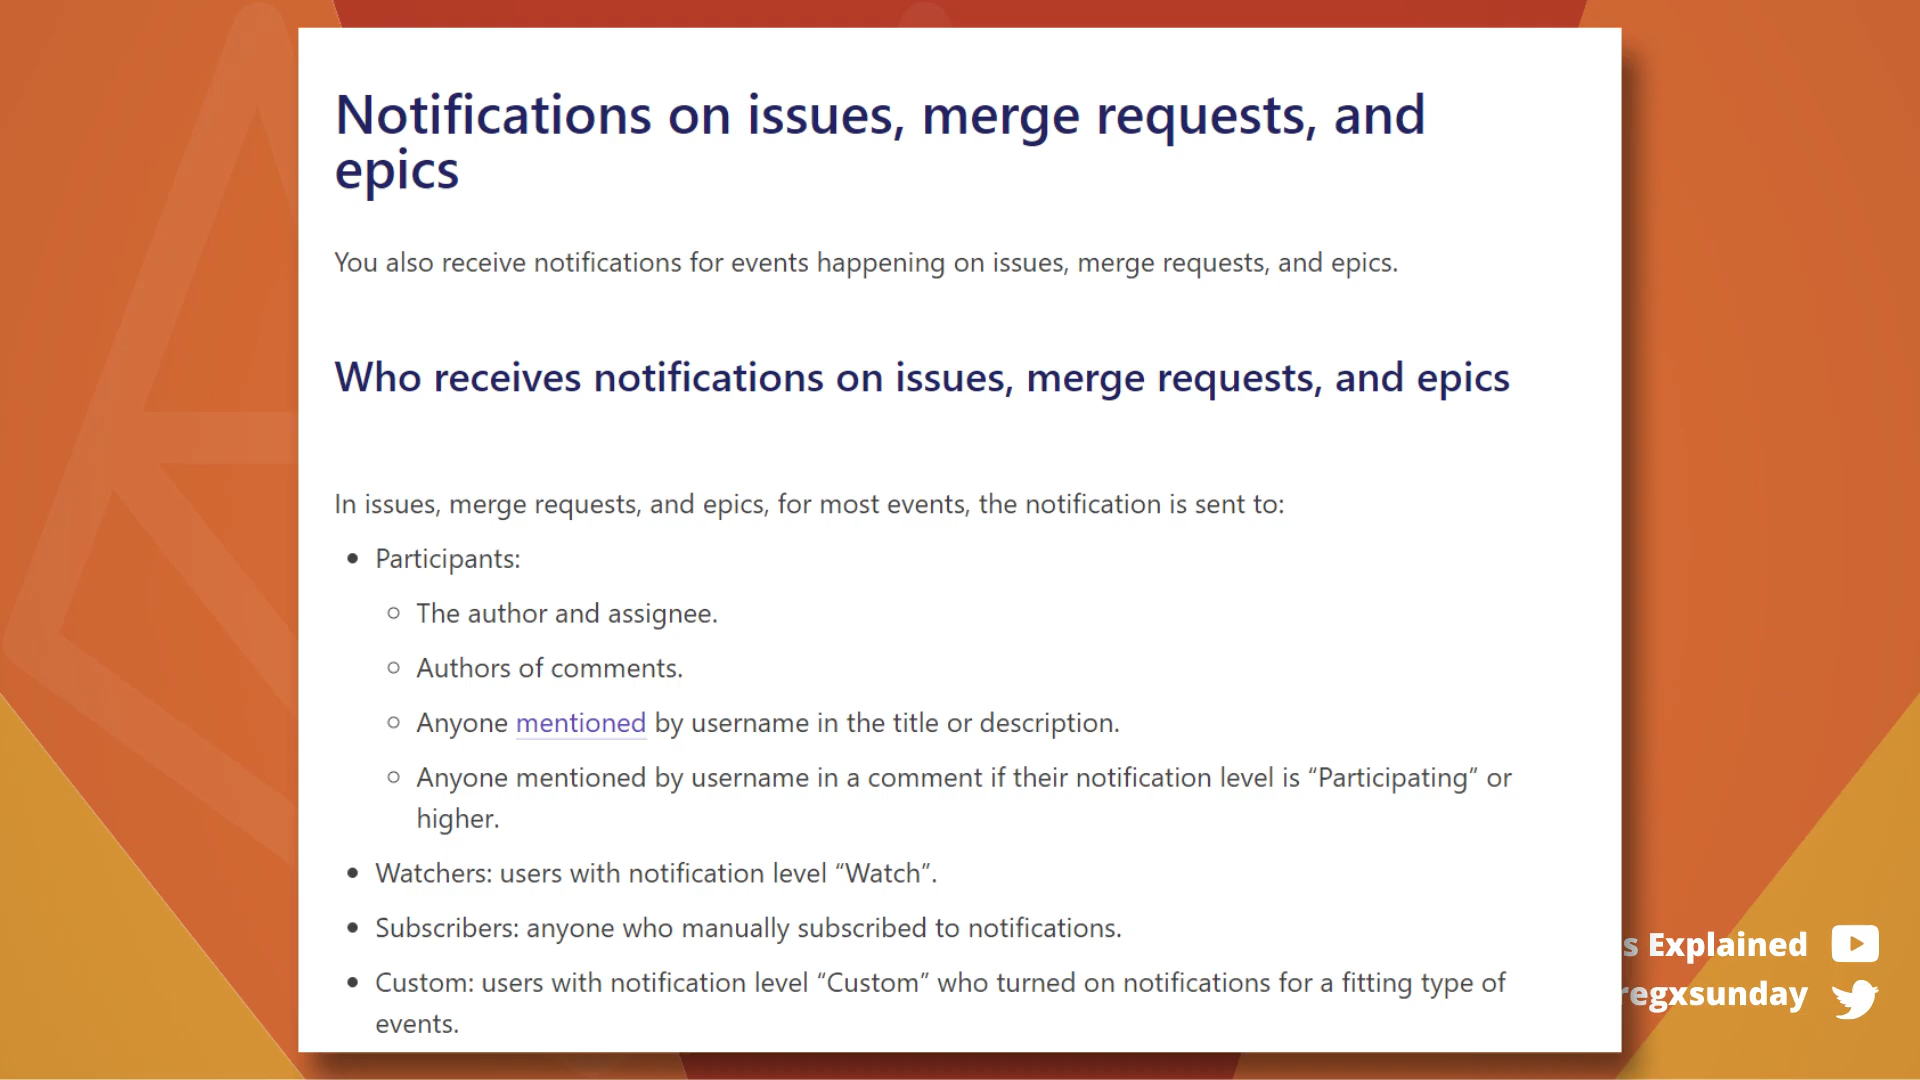 Notifications on issues, merge requests, and
epics
You also receive notifications for events happening on issues, merge requests, and epics.
Who receives notifications on issues, merge requests, and epics
In issues, merge requests, and epics, for most events, the notification is sent to:
• Participants:
○ The author and assignee.
○ Authors of comments.
○ Anyone mentioned by username in the title or description.
○ Anyone mentioned by username in a comment if their notification level is “Participating” or
higher.
• Watchers: users with notification level “Watch”.
• Subscribers: anyone who manually subscribed to notifications.
• Custom: users with notification level “Custom” who turned on notifications for a fitting type of
events.
s Explained
regxsunday